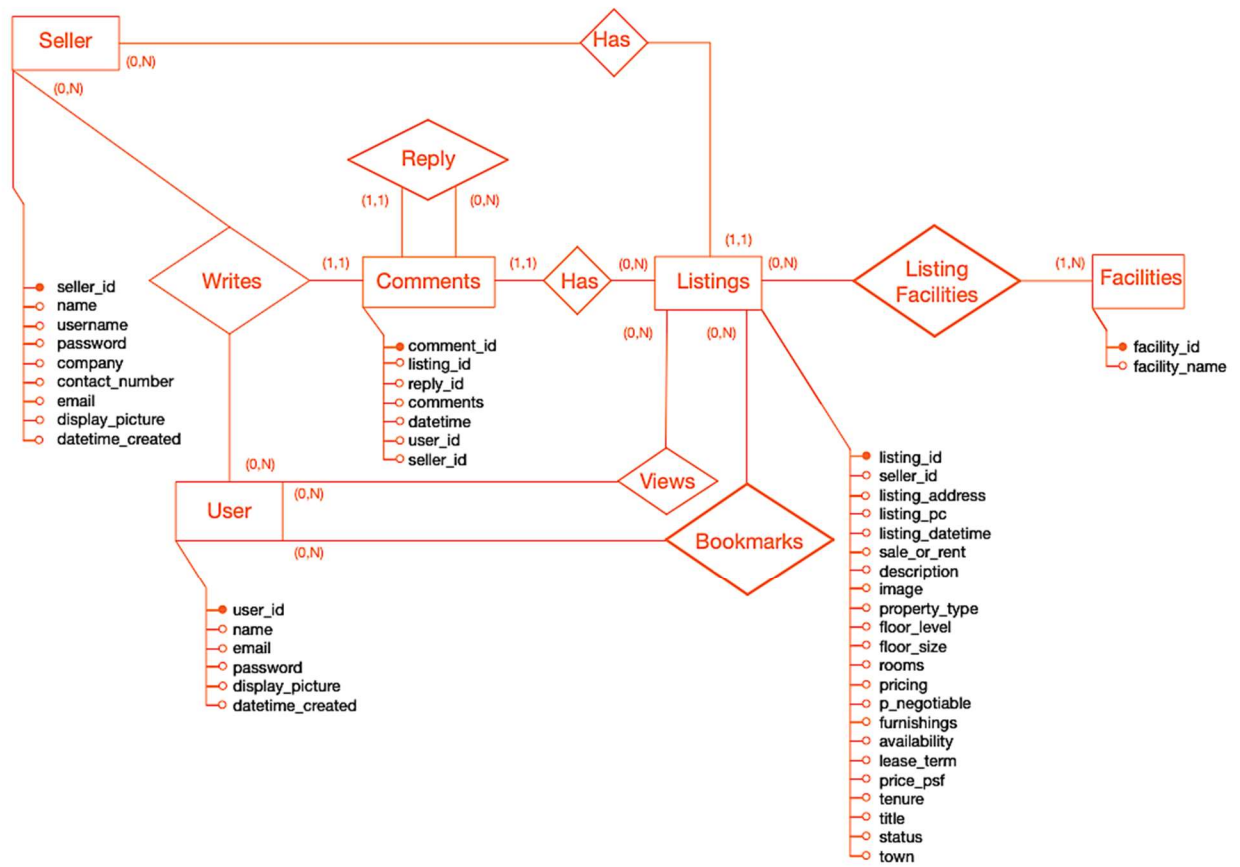 Seller
(0,N)
(0,N)
Has
(1,1)
Reply
(1,1)
(0,N)
Writes
(1,1)
Comments
(1,1)
Has
(0,N)
Listings
(0,N)
Listing
Facilities
(1,N)
Facilities
seller_id
name
username
password
company
contact_number
email
display_picture
datetime_created
comment_id
listing_id
reply_id
comments
datetime
user_id
seller_id
facility_id
facility_name
(0,N)
(0,N)
(0,N)
User
(0,N)
(0,N)
Views
Bookmarks
user_id
name
email
password
display_picture
datetime_created
listing_id
seller_id
listing_address
listing_pc
listing_datetime
sale_or_rent
description
image
property_type
floor_level
floor_size
rooms
pricing
p_negotiable
furnishings
availability
lease_term
price_psf
tenure
title
status
town